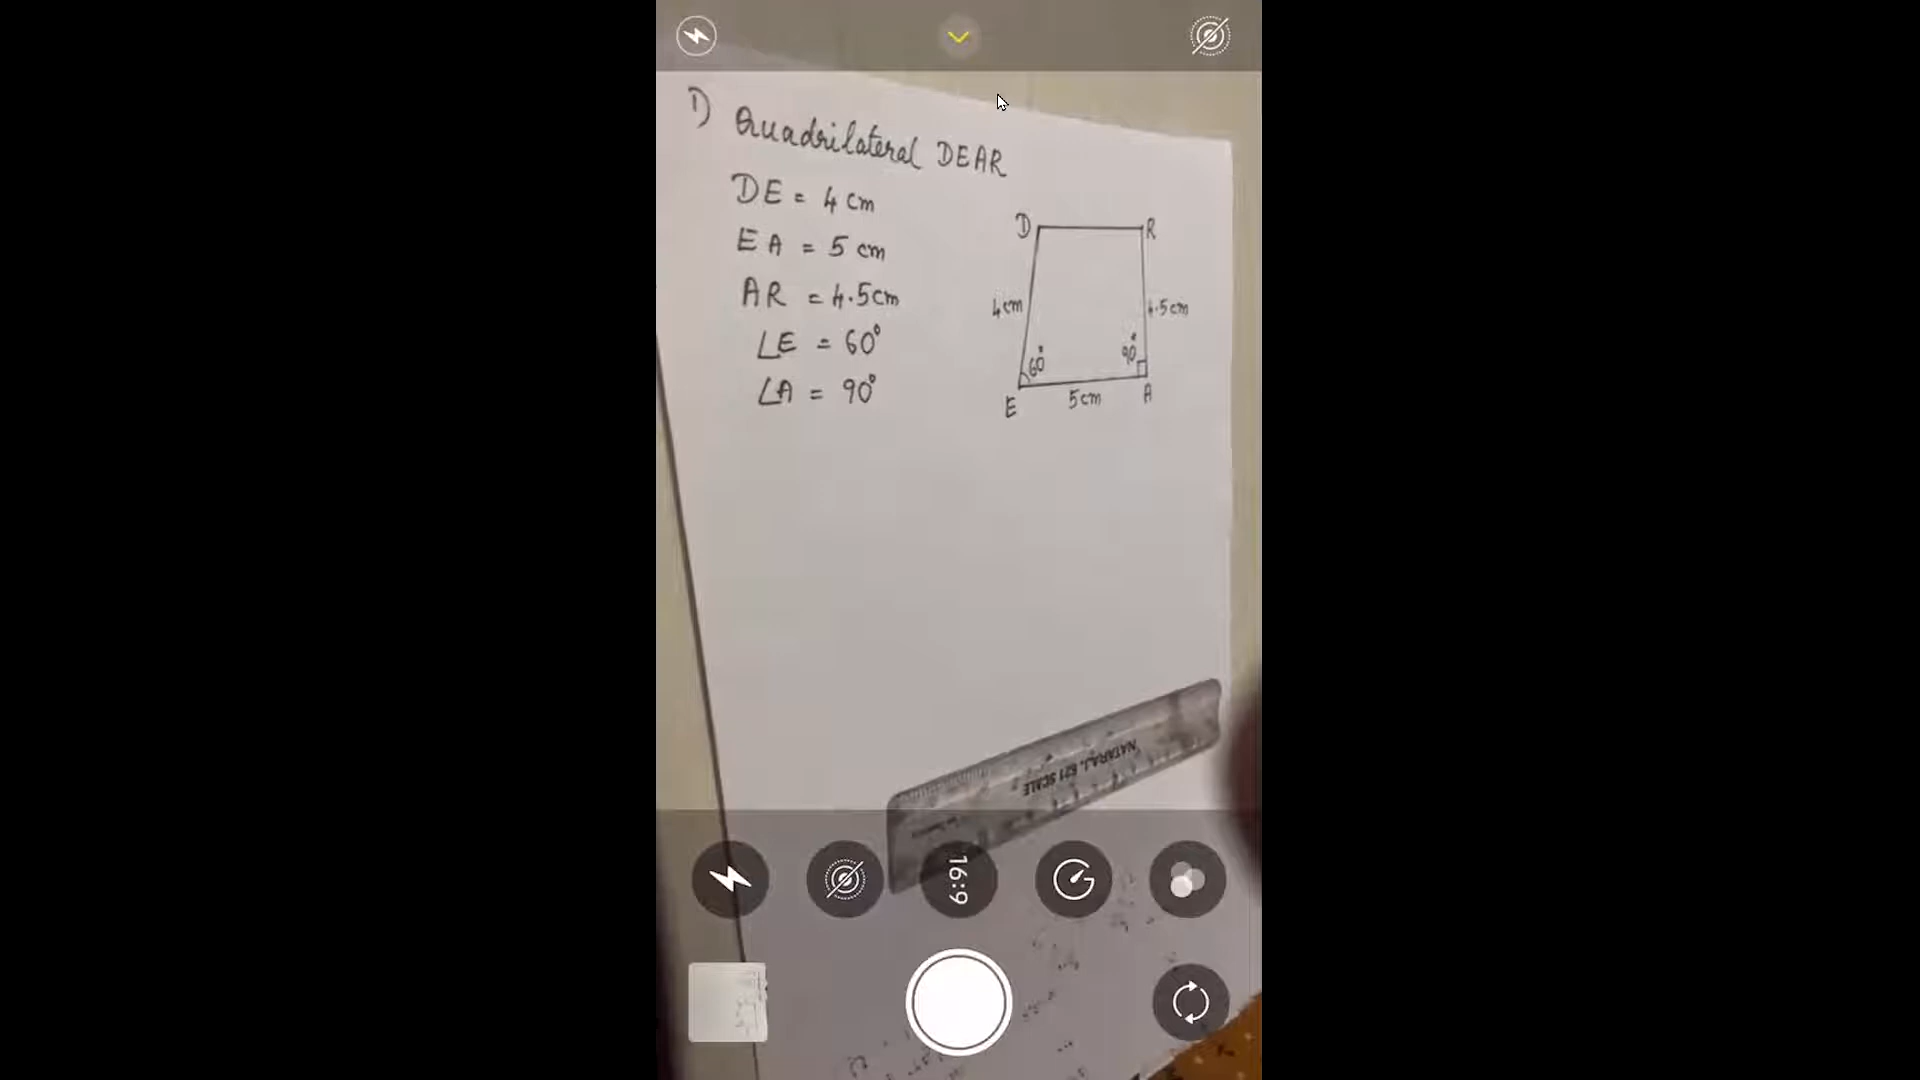 1) Quadrilateral DEAR
DE = 4 cm
EA = 5 cm
AR = 4.5cm
∠E = 60°
∠A = 90°
D
R
4cm
4.5cm
60°
90°
E
5cm
A
NATARAJ. 621 SCALE
16:9